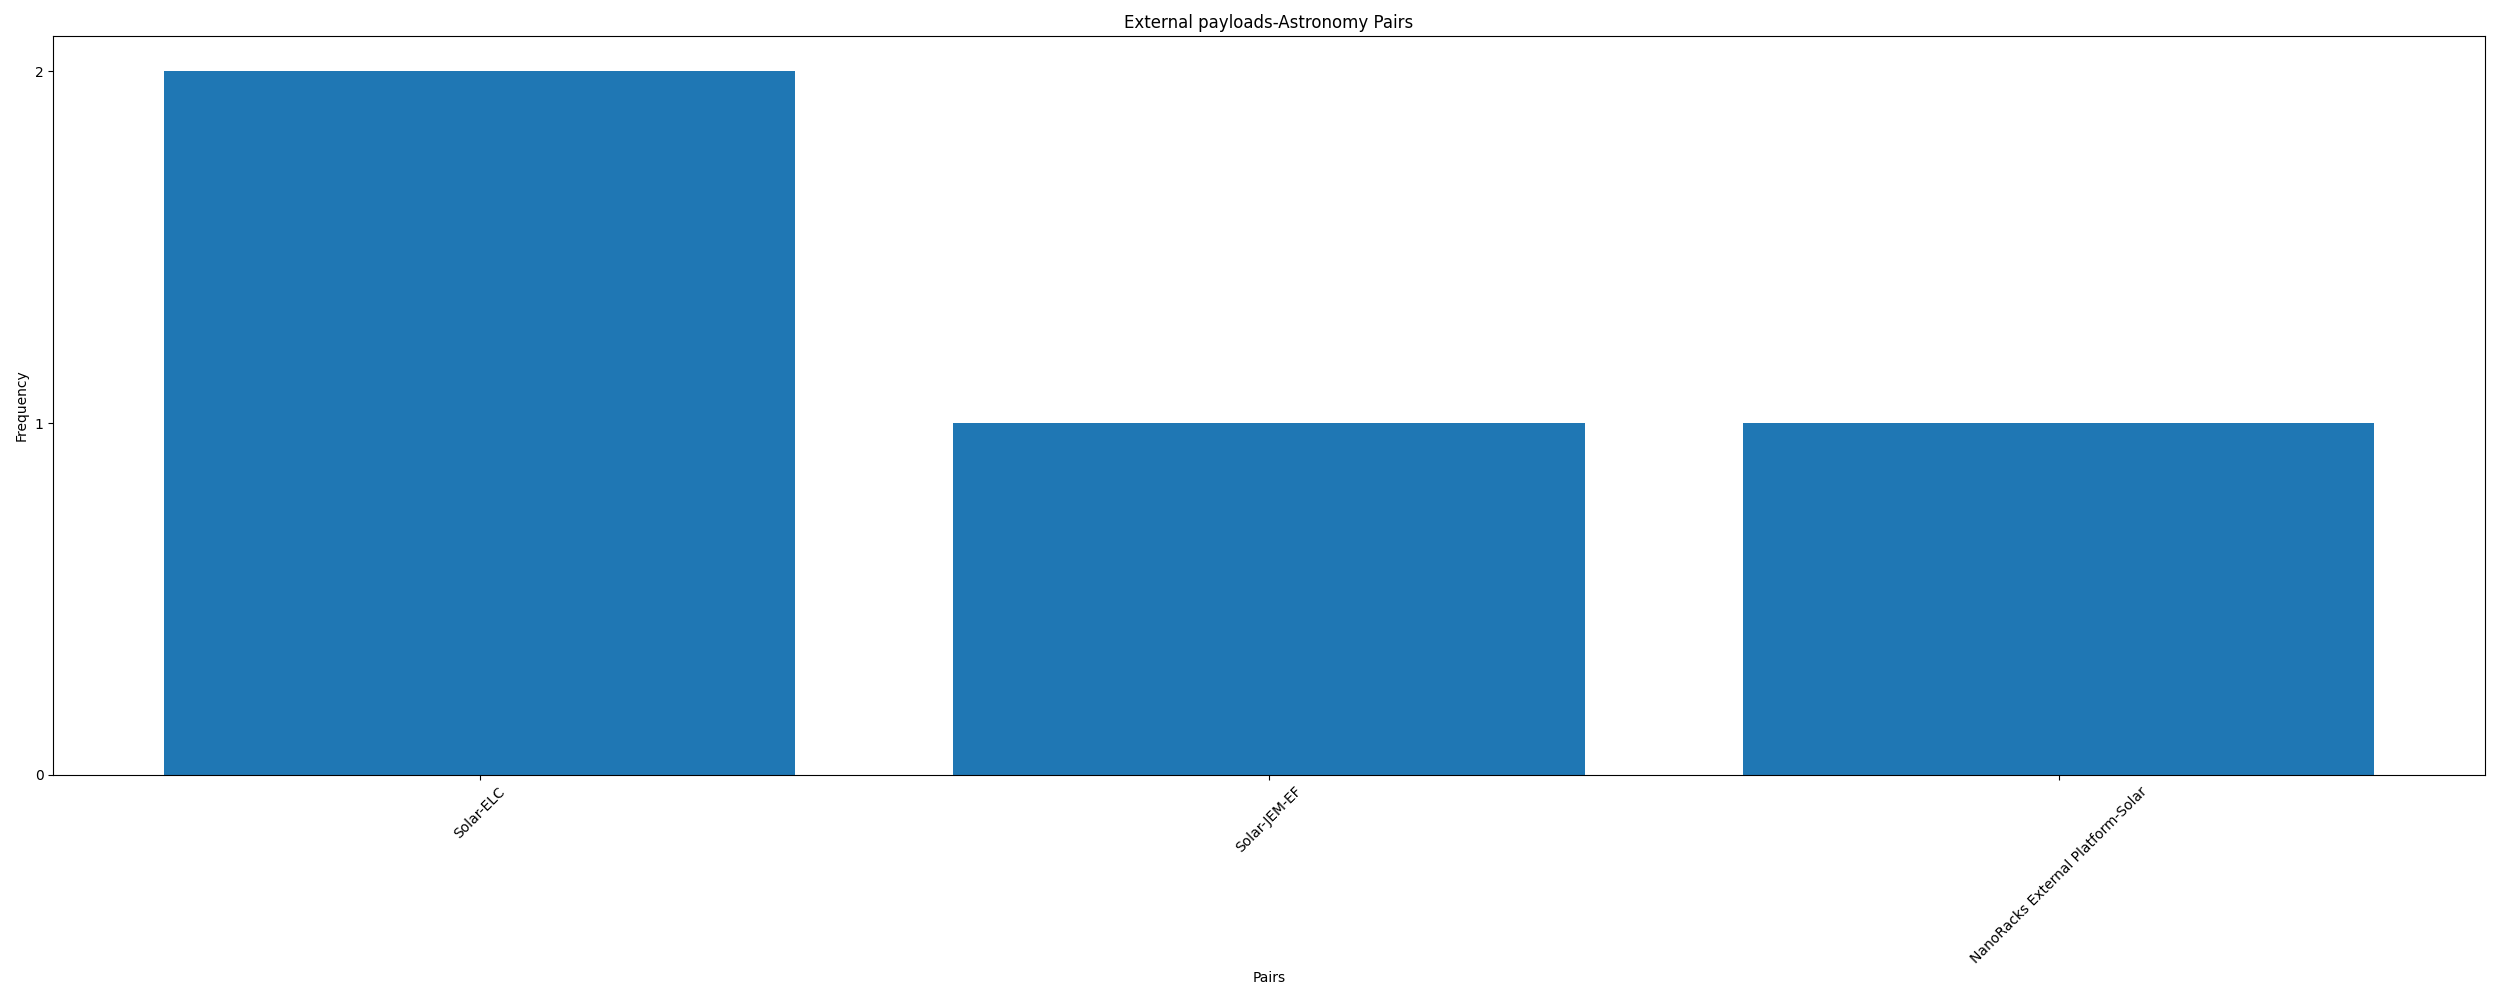 External payloads-Astronomy Pairs
Frequency
2
1
0
Solar-ELC
Solar-JEM-EF
NanoRacks External Platform-Solar
Pairs